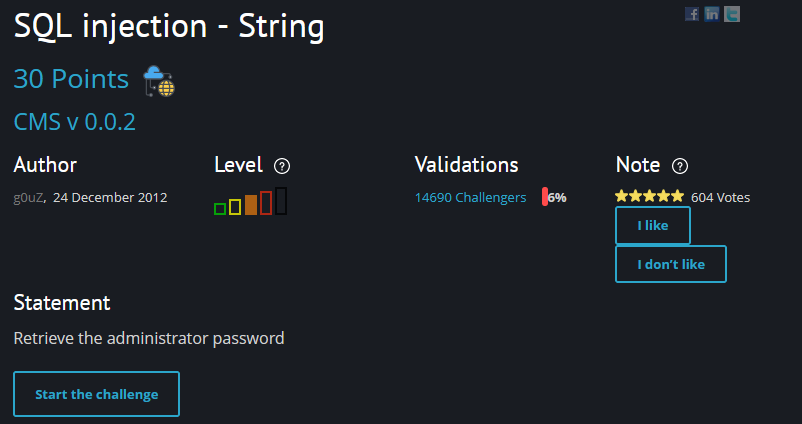 SQL injection - String
30 Points
CMS v 0.0.2
Author
g0uZ, 24 December 2012
Level ?
Validations
14690 Challengers 6%
Note ?
604 Votes
I like
I don't like
Statement
Retrieve the administrator password
Start the challenge